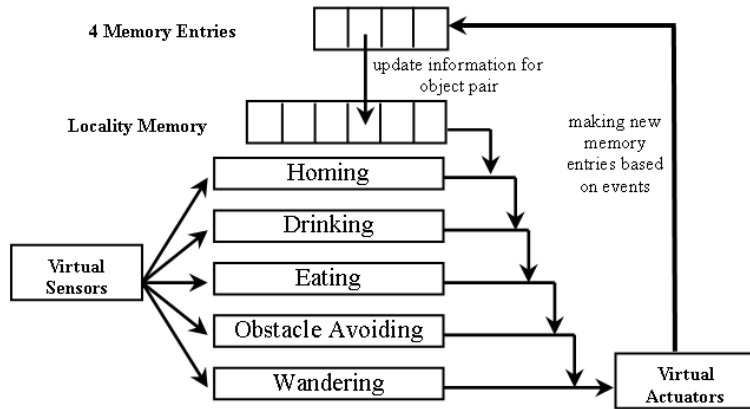 4 Memory Entries
update information for
object pair
Locality Memory
making new
memory
entries based
on events
Homing
Drinking
Virtual
Sensors
Eating
Obstacle Avoiding
Wandering
Virtual
Actuators